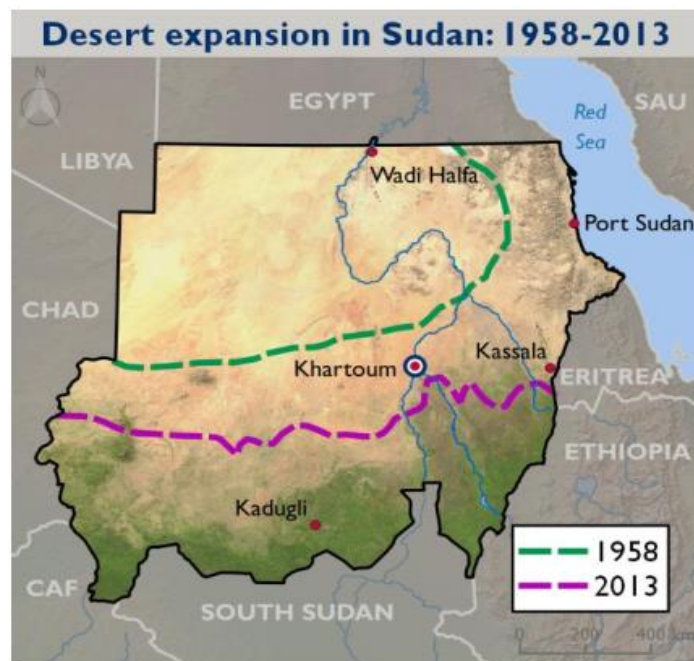 Desert expansion in Sudan: 1958-2013
N
EGYPT
SAU
Red
Sea
LIBYA
Wadi Halfa
Port Sudan
CHAD
Khartoum
Kassala
ERITREA
ETHIOPIA
Kadugli
CAF
SOUTH SUDAN
1958
2013
0 200 400 km